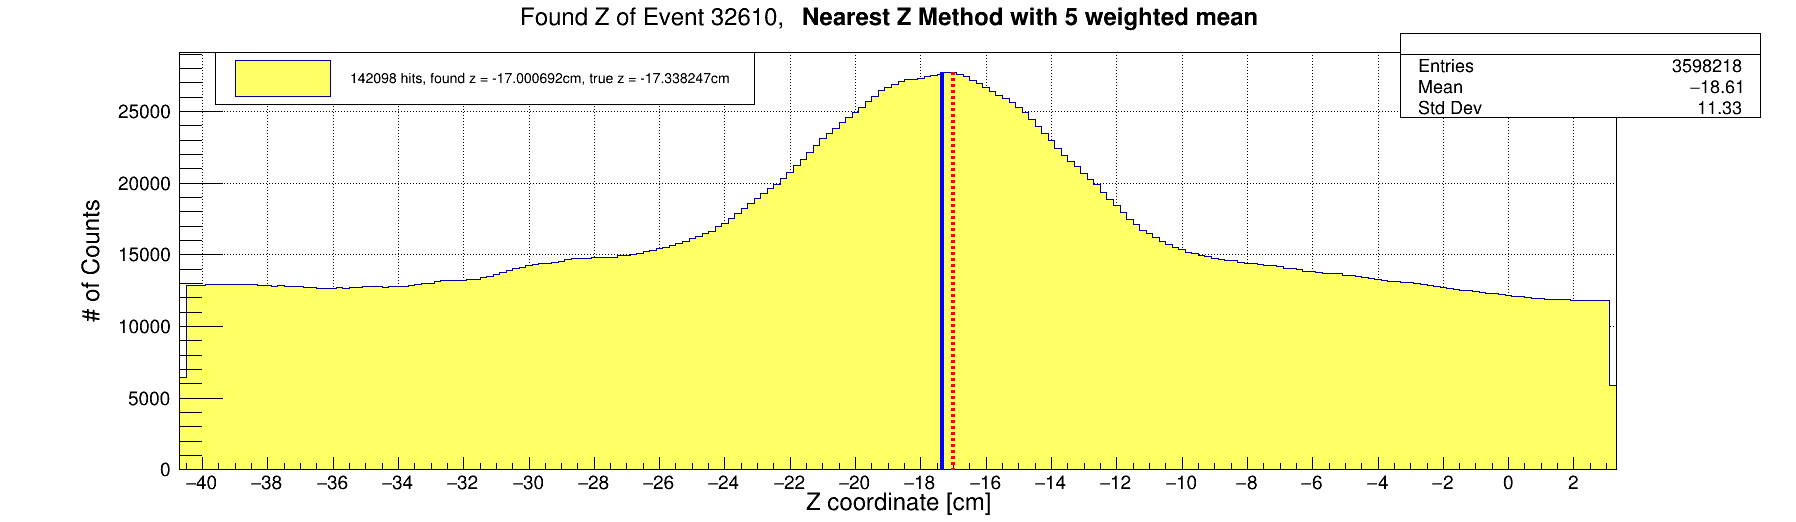 Found Z of Event 32610, Nearest Z Method with 5 weighted mean
142098 hits, found z = -17.000692cm, true z = -17.338247cm
Entries 3598218
Mean −18.61
Std Dev 11.33
# of Counts
25000
20000
15000
10000
5000
0
−40 −38 −36 −34 −32 −30 −28 −26 −24 −22 −20 −18 −16 −14 −12 −10 −8 −6 −4 −2 0 2
Z coordinate [cm]